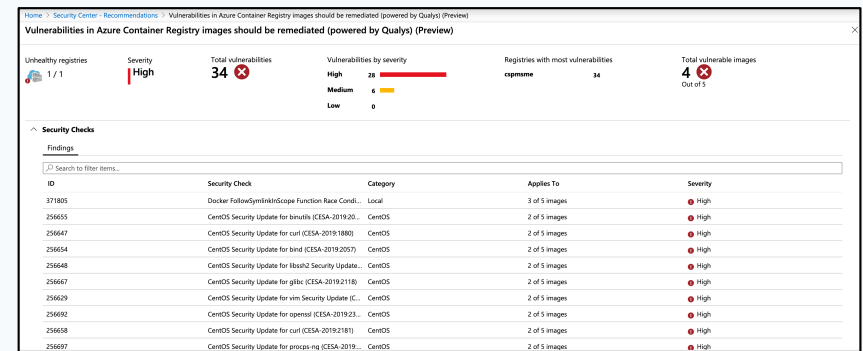 Home > Security Center - Recommendations > Vulnerabilities in Azure Container Registry images should be remediated (powered by Qualys) (Preview)
Vulnerabilities in Azure Container Registry images should be remediated (powered by Qualys) (Preview)
Unhealthy registries Severity Total vulnerabilities Vulnerabilities by severity Registries with most vulnerabilities Total vulnerable images
1 / 1 High 34 High 28 cspmsme 34 4
Medium 6 Out of 5
Low 0
Security Checks
Findings
Search to filter items...
ID Security Check Category Applies To Severity
371805 Docker FollowSymlinkInScope Function Race Condi... Local 3 of 5 images High
256655 CentOS Security Update for binutils (CESA-2019:20... CentOS 2 of 5 images High
256647 CentOS Security Update for curl (CESA-2019:1880) CentOS 2 of 5 images High
256654 CentOS Security Update for bind (CESA-2019:2057) CentOS 2 of 5 images High
256648 CentOS Security Update for libssh2 Security Update... CentOS 2 of 5 images High
256667 CentOS Security Update for glibc (CESA-2019:2118) CentOS 2 of 5 images High
256629 CentOS Security Update for vim Security Update (C... CentOS 2 of 5 images High
256692 CentOS Security Update for openssl (CESA-2019:23... CentOS 2 of 5 images High
256658 CentOS Security Update for curl (CESA-2019:2181) CentOS 2 of 5 images High
256697 CentOS Security Update for procps-ng (CESA-2019:... CentOS 2 of 5 images High